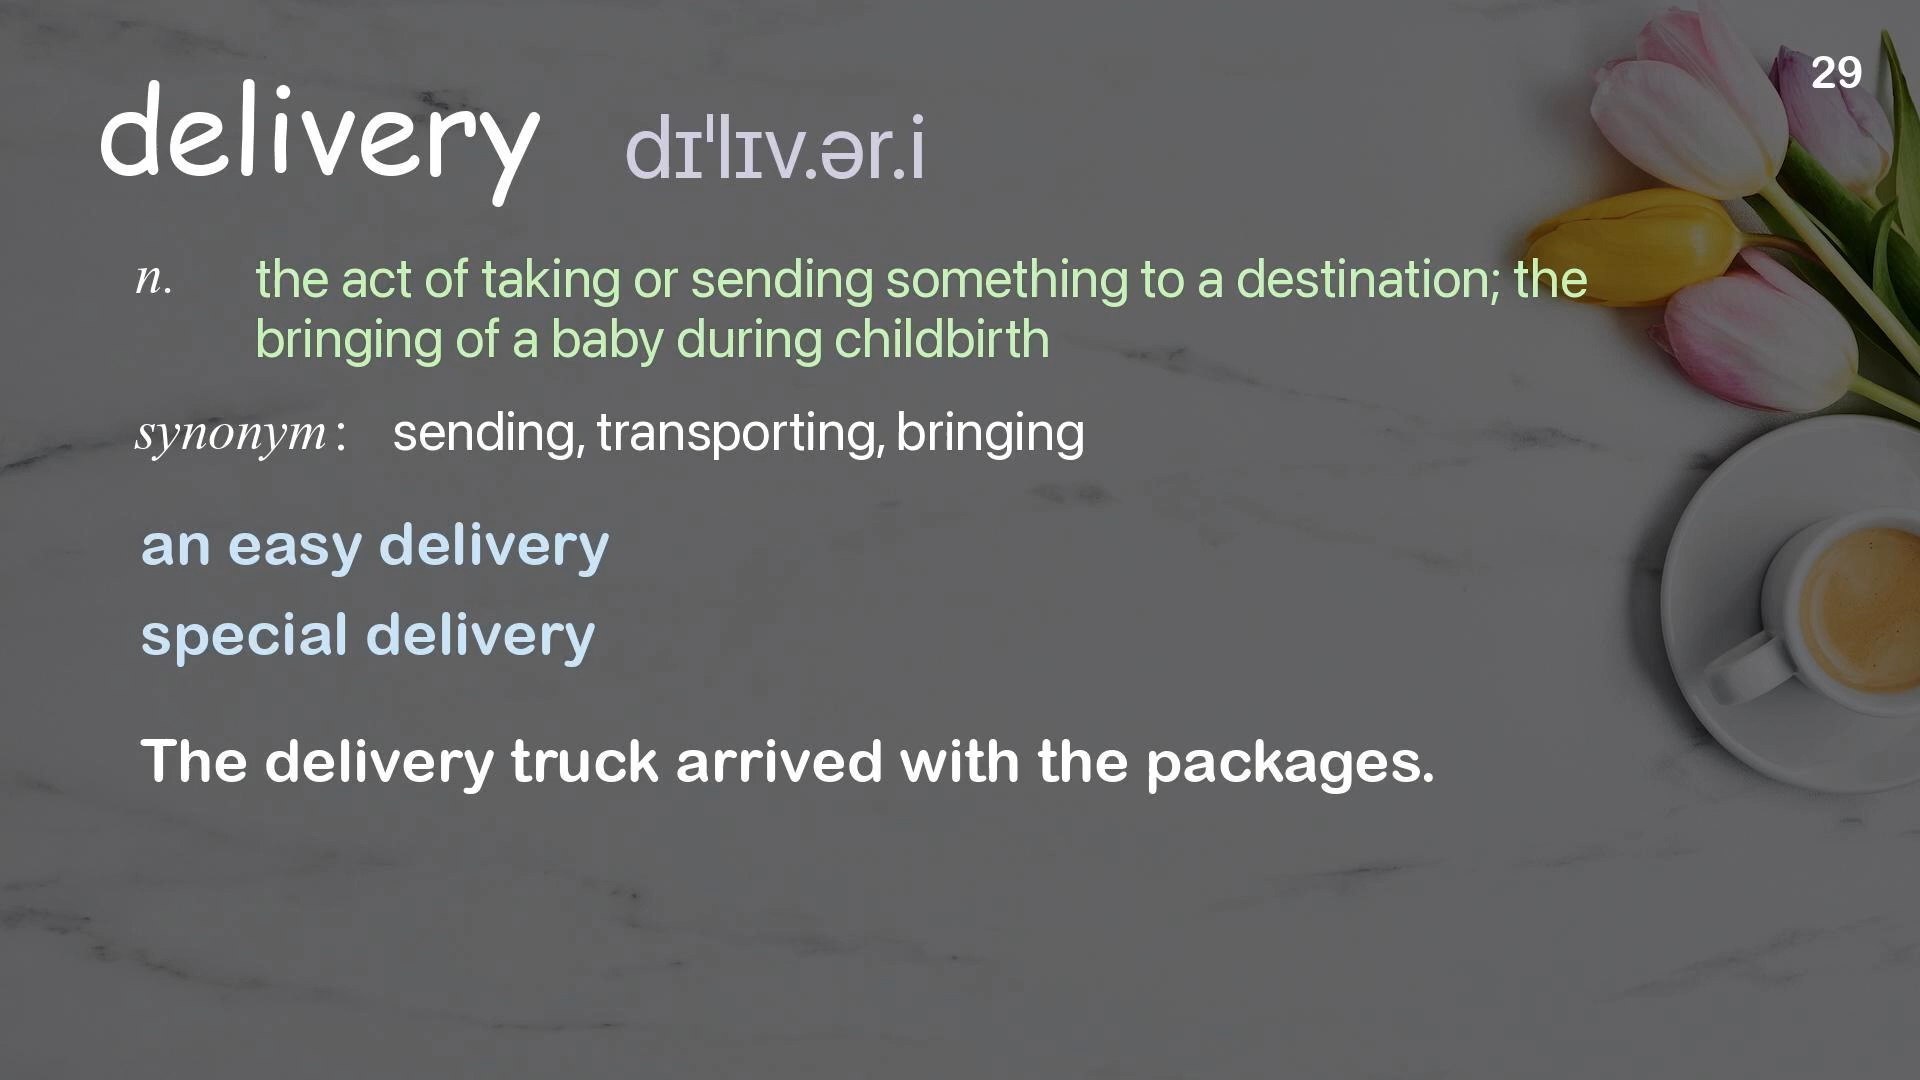 29
delivery dɪˈlɪv.ər.i
n. the act of taking or sending something to a destination; the
bringing of a baby during childbirth
synonym: sending, transporting, bringing
an easy delivery
special delivery
The delivery truck arrived with the packages.